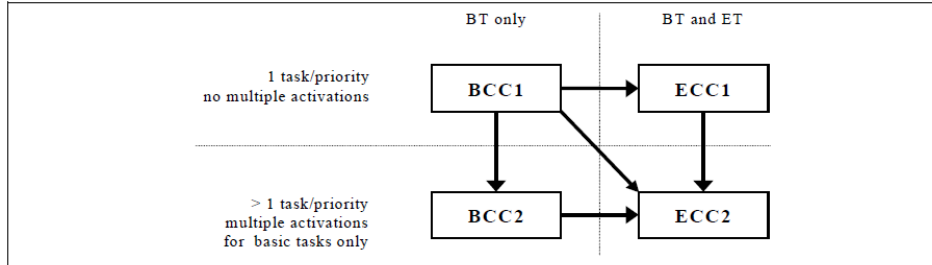 BT only
BT and ET
1 task/priority
no multiple activations
BCC1
ECC1
> 1 task/priority
multiple activations
for basic tasks only
BCC2
ECC2